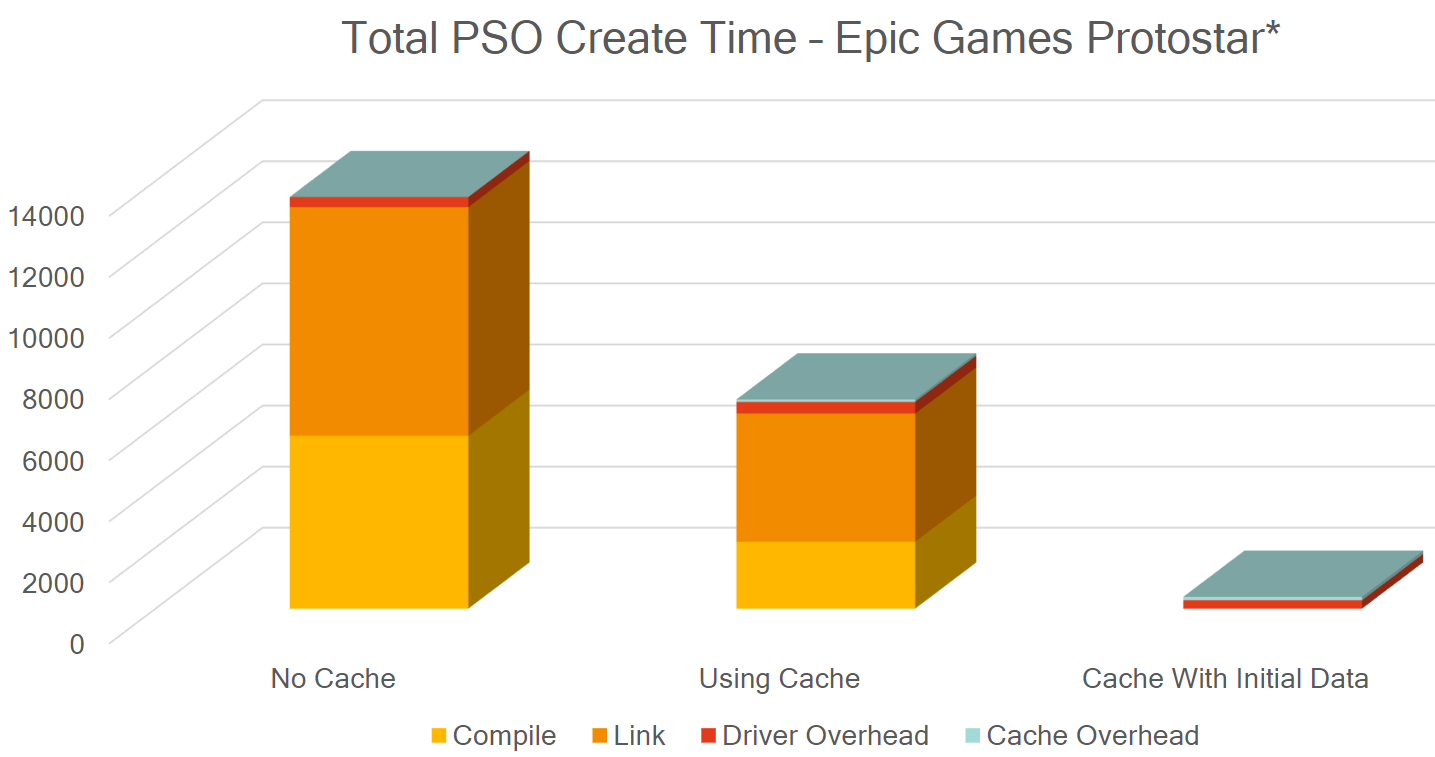 Total PSO Create Time – Epic Games Protostar*
14000
12000
10000
8000
6000
4000
2000
0
No Cache Using Cache Cache With Initial Data
Compile Link Driver Overhead Cache Overhead